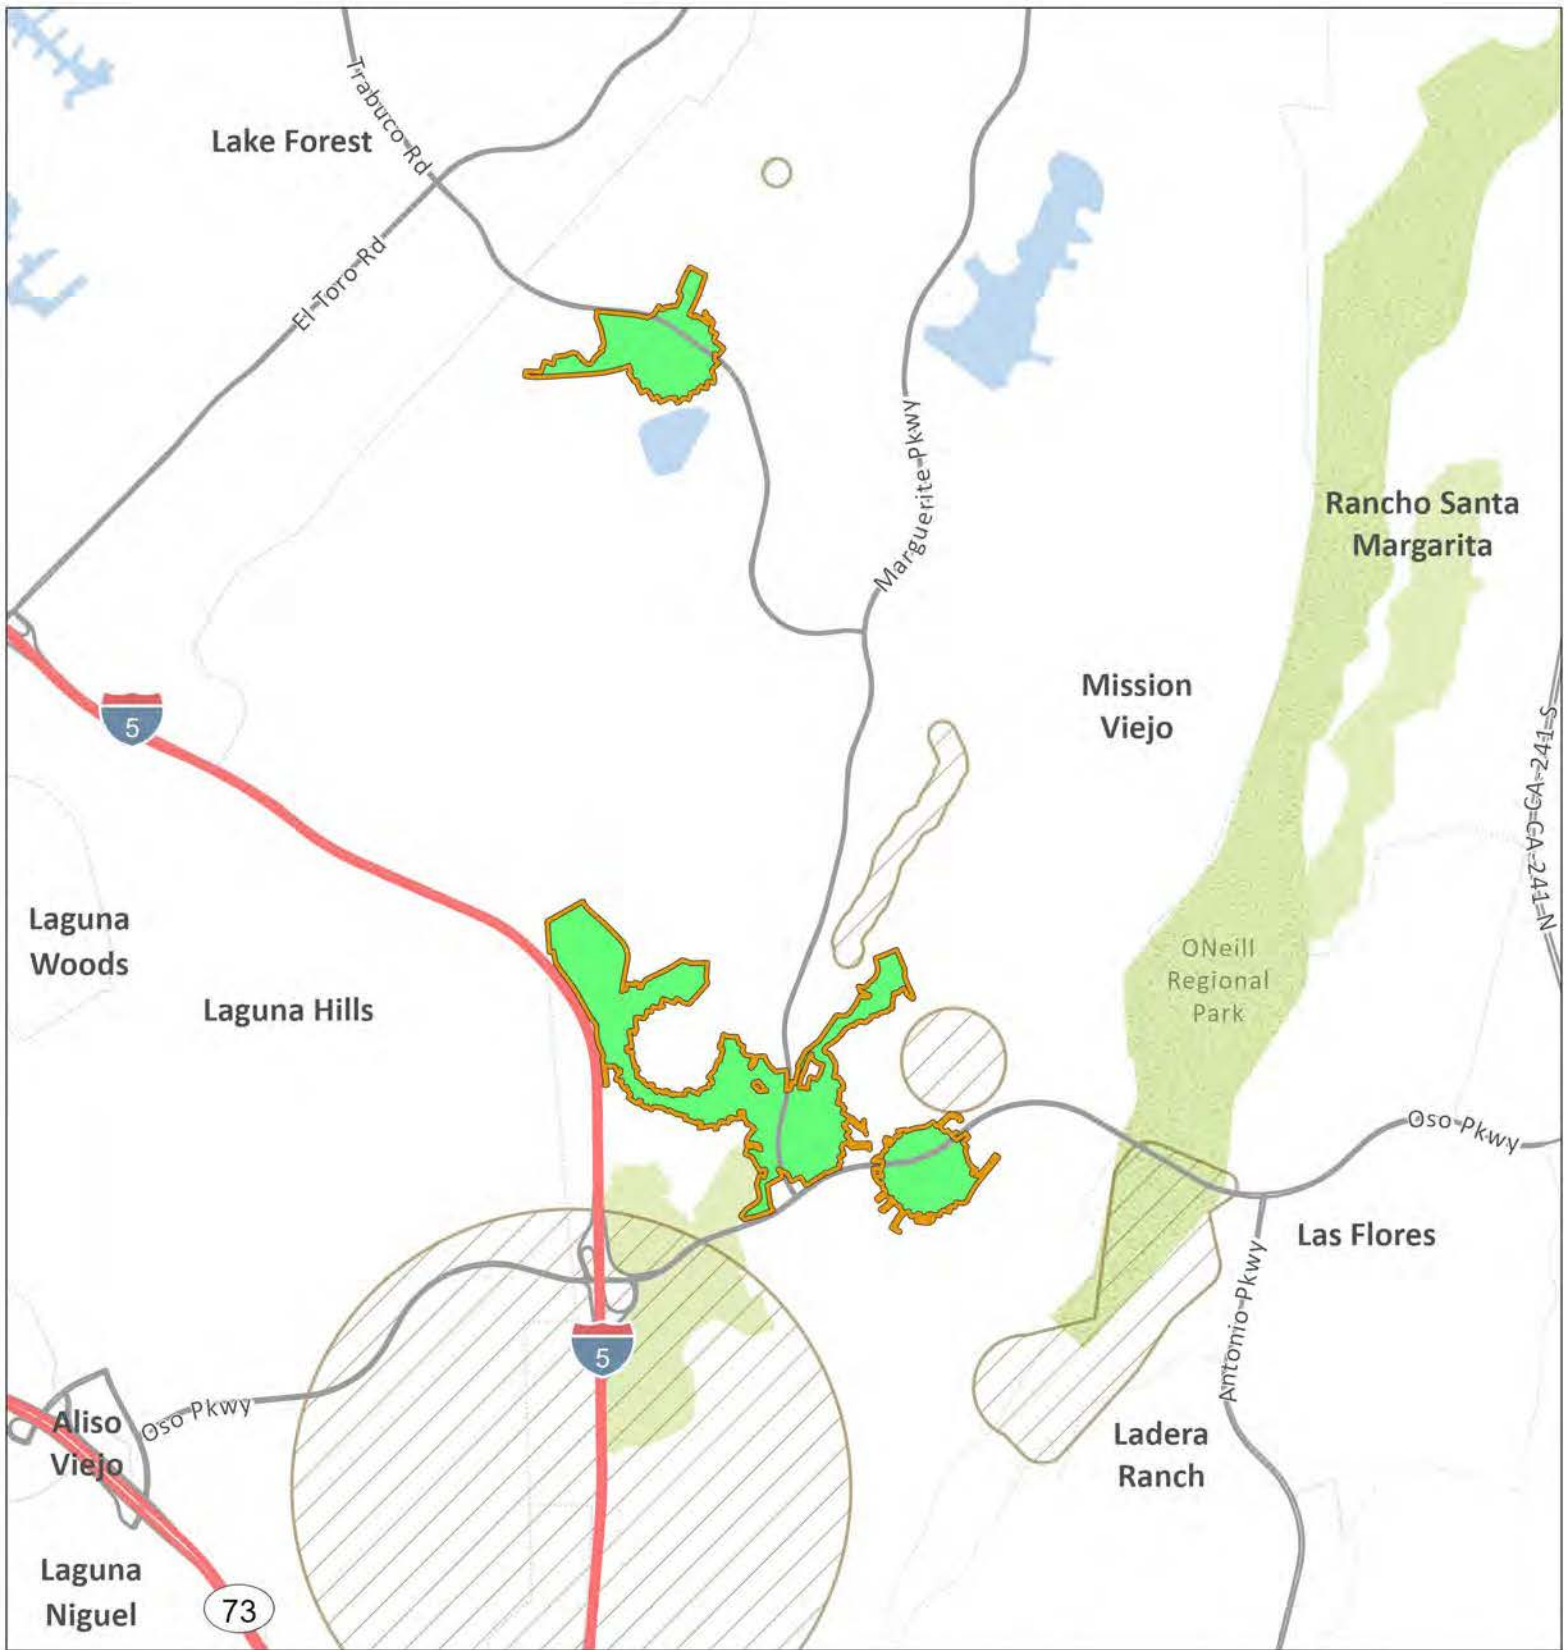 Trabuco Rd
Lake Forest
El Toro Rd
Marguerite Pkwy
Rancho Santa
Margarita
Mission
Viejo
5
N 142-VO CA-241-S
Laguna
Woods
ONeill
Regional
Park
Laguna Hills
Oso Pkwy
Las Flores
Antonio Pkwy
5
Aliso
Viejo
Oso Pkwy
Ladera
Ranch
Laguna
Niguel
73